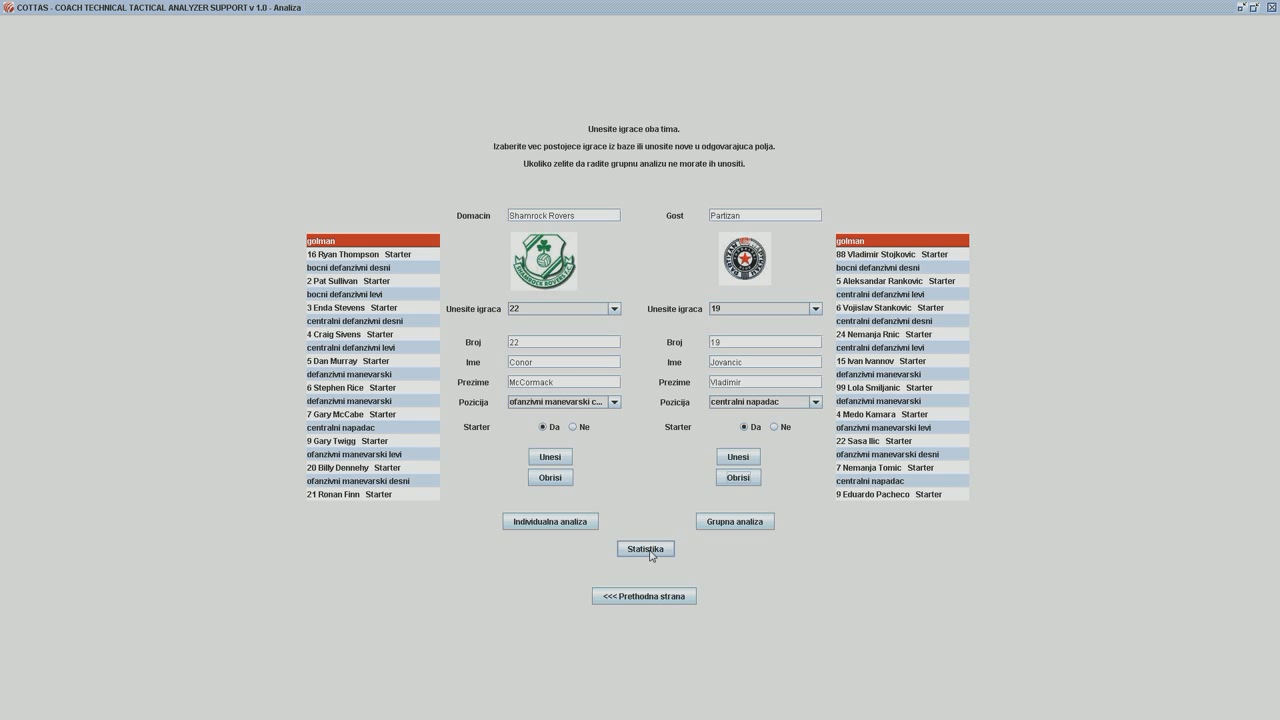 COTTAS - COACH TECHNICAL TACTICAL ANALYZER SUPPORT v 1.0 - Analiza
Unesite igrace oba tima.
Izaberite vec postojece igrace iz baze ili unosite nove u odgovarajuca polja.
Ukoliko zelite da radite grupnu analizu ne morate ih unositi.
Domacin
Shamrock Rovers
Gost
Partizan
golman
16 Ryan Thompson Starter
bocni defanzivni desni
2 Pat Sullivan Starter
bocni defanzivni levi
3 Enda Stevens Starter
centralni defanzivni desni
4 Craig Sivens Starter
centralni defanzivni levi
5 Dan Murray Starter
defanzivni manevarski
6 Stephen Rice Starter
defanzivni manevarski
7 Gary McCabe Starter
centralni napadac
9 Gary Twigg Starter
ofanzivni manevarski levi
20 Billy Dennehy Starter
ofanzivni manevarski desni
21 Ronan Finn Starter
SHAMROCK ROVERS F.C.
Unesite igraca
22
Broj
22
Ime
Conor
Prezime
McCormack
Pozicija
ofanzivni manevarski c...
Starter
Da
Ne
Unesi
Obrisi
Unesite igraca
19
Broj
19
Ime
Jovancic
Prezime
Vladimir
Pozicija
centralni napadac
Starter
Da
Ne
Unesi
Obrisi
golman
88 Vladimir Stojkovic Starter
bocni defanzivni desni
5 Aleksandar Rankovic Starter
centralni defanzivni levi
6 Vojislav Stankovic Starter
centralni defanzivni desni
24 Nemanja Rnic Starter
centralni defanzivni levi
15 Ivan Ivannov Starter
defanzivni manevarski
99 Lola Smiljanic Starter
defanzivni manevarski
4 Medo Kamara Starter
ofanzivni manevarski levi
22 Sasa Ilic Starter
ofanzivni manevarski desni
7 Nemanja Tomic Starter
centralni napadac
9 Eduardo Pacheco Starter
Individualna analiza
Grupna analiza
Statistika
<<< Prethodna strana